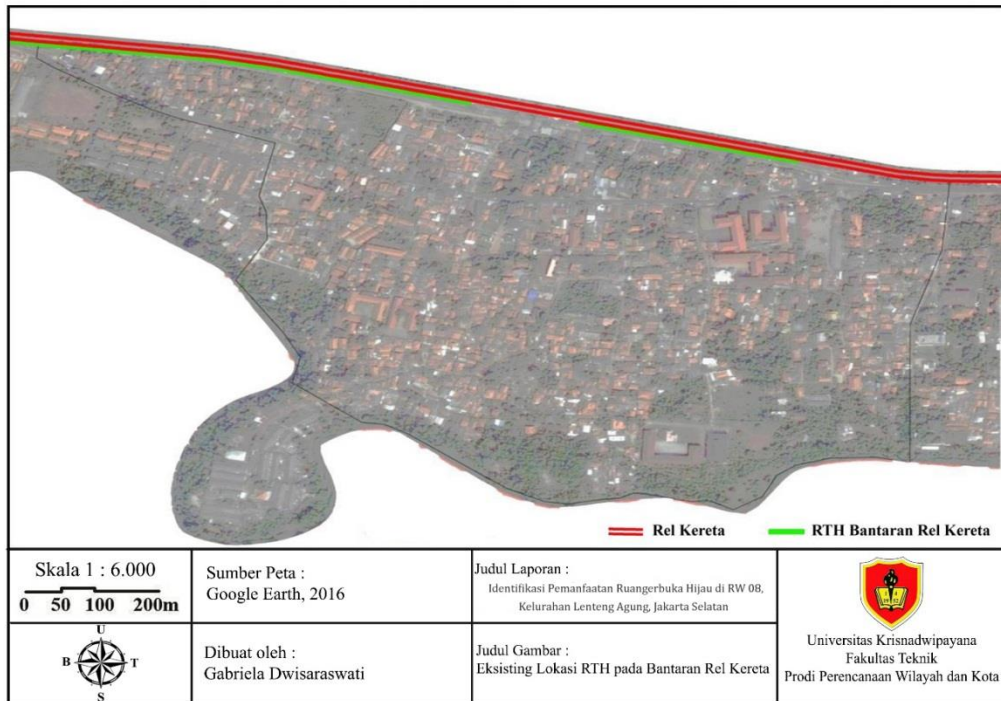 Rel Kereta
RTH Bantaran Rel Kereta
Skala 1 : 6.000
0 50 100 200m
U
B T
S
Sumber Peta :
Google Earth, 2016
Dibuat oleh :
Gabriela Dwisaraswati
Judul Laporan :
Identifikasi Pemanfaatan Ruangerbuka Hijau di RW 08,
Kelurahan Lenteng Agung, Jakarta Selatan
Judul Gambar :
Eksisting Lokasi RTH pada Bantaran Rel Kereta
Universitas Krisnadwipayana
Fakultas Teknik
Prodi Perencanaan Wilayah dan Kota